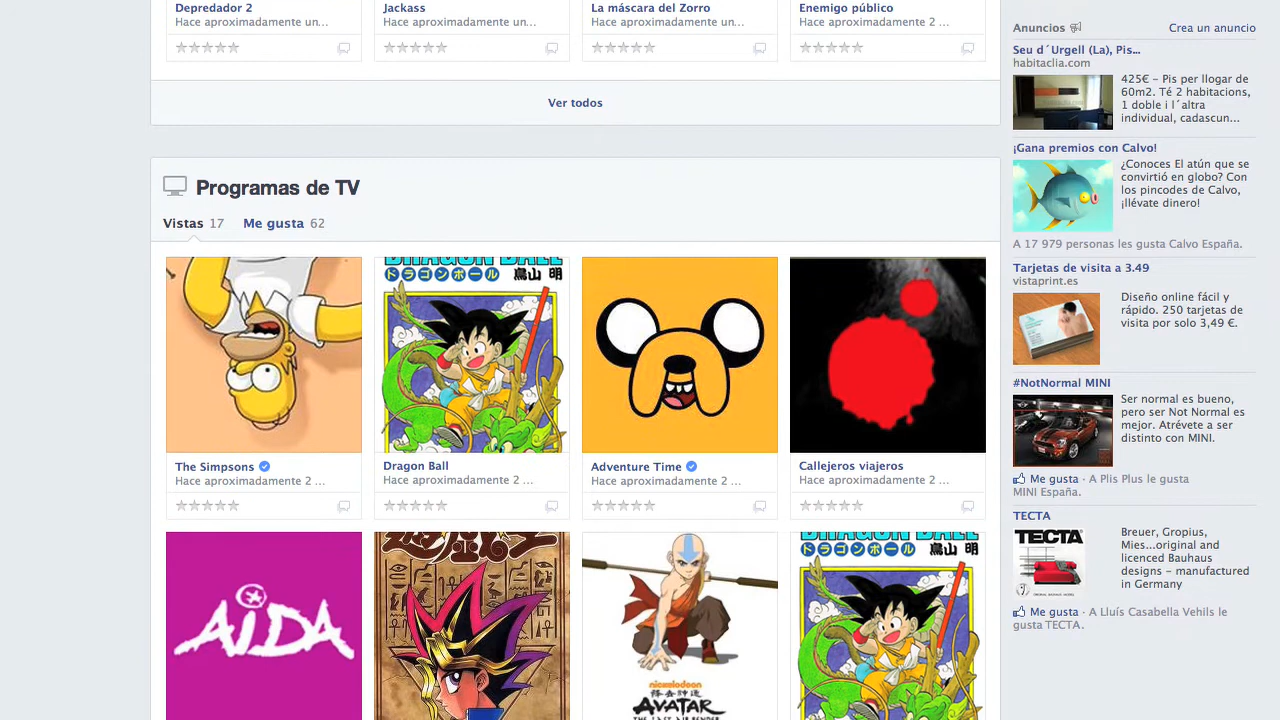 Depredador 2
Hace aproximadamente un...
Jackass
Hace aproximadamente un...
La máscara del Zorro
Hace aproximadamente un...
Enemigo público
Hace aproximadamente 2 ...
Ver todos
Programas de TV
Vistas 17 Me gusta 62
DRAGON BALL
ドラゴンボール 鳥山 明
The Simpsons
Hace aproximadamente 2 ...
Dragon Ball
Hace aproximadamente 2 ...
Adventure Time
Hace aproximadamente 2 ...
Callejeros viajeros
Hace aproximadamente 2 ...
AIDA
nickelodeon
AVATAR
THE LAST AIRBENDER
DRAGON BALL
ドラゴンボール 鳥山 明
Anuncios Crea un anuncio
Seu d´Urgell (La), Pis...
habitaclia.com
425€ – Pis per llogar de
60m2. Té 2 habitacions,
1 doble i l´altra
individual, cadascun...
¡Gana premios con Calvo!
¿Conoces El atún que se
convirtió en globo? Con
los pincodes de Calvo,
¡llévate dinero!
A 17 979 personas les gusta Calvo España.
Tarjetas de visita a 3.49
vistaprint.es
Diseño online fácil y
rápido. 250 tarjetas de
visita por solo 3,49 €.
#NotNormal MINI
Ser normal es bueno,
pero ser Not Normal es
mejor. Atrévete a ser
distinto con MINI.
Me gusta · A Plis Plus le gusta
MINI España.
TECTA
TECTA
Breuer, Gropius,
Mies...original and
licenced Bauhaus
designs – manufactured
in Germany
Me gusta · A Lluís Casabella Vehils le
gusta TECTA.